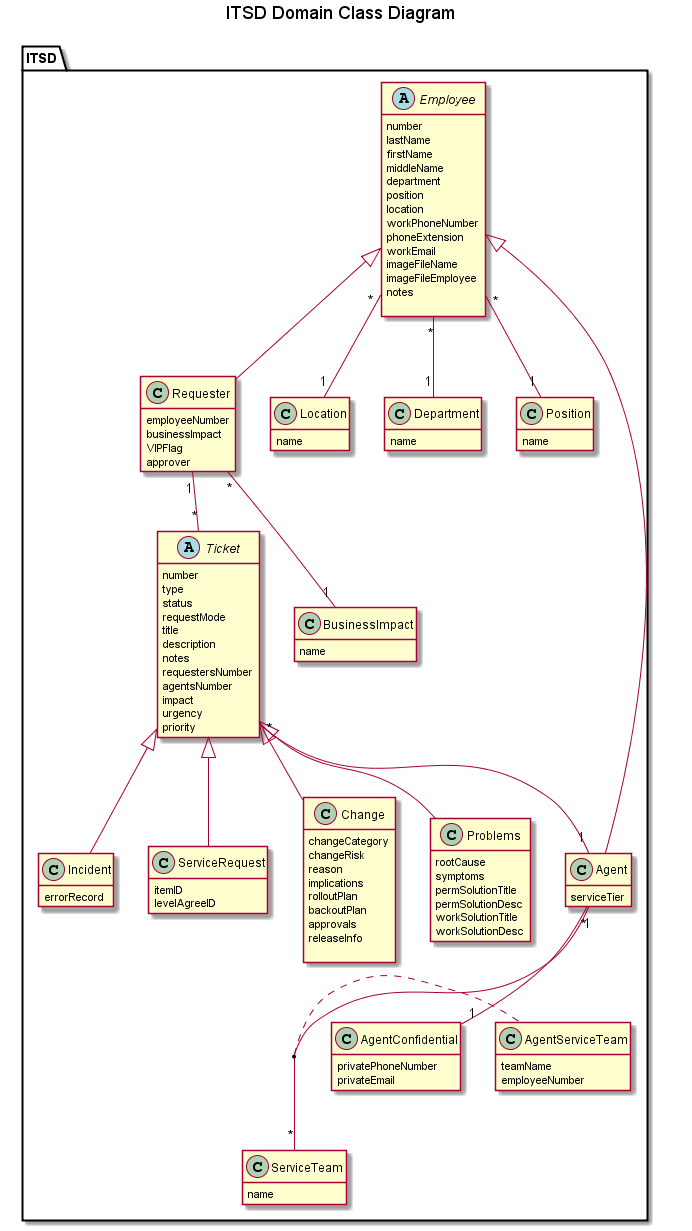 ITSD Domain Class Diagram
ITSD
A Employee
number
lastName
firstName
middleName
department
position
location
workPhoneNumber
phoneExtension
workEmail
imageFileName
imageFileEmployee
notes
* * *
1 1 1
C Requester
employeeNumber
businessImpact
VIPFlag
approver
C Location
name
C Department
name
C Position
name
1 *
*
A Ticket
number
type
status
requestMode
title
description
notes
requestersNumber
agentsNumber
impact
urgency
priority
1
C BusinessImpact
name
*
1
C Incident
errorRecord
C ServiceRequest
itemID
levelAgreeID
C Change
changeCategory
changeRisk
reason
implications
rolloutPlan
backoutPlan
approvals
releaseInfo
C Problems
rootCause
symptoms
permSolutionTitle
permSolutionDesc
workSolutionTitle
workSolutionDesc
C Agent
serviceTier
*1
1
C AgentConfidential
privatePhoneNumber
privateEmail
C AgentServiceTeam
teamName
employeeNumber
*
C ServiceTeam
name